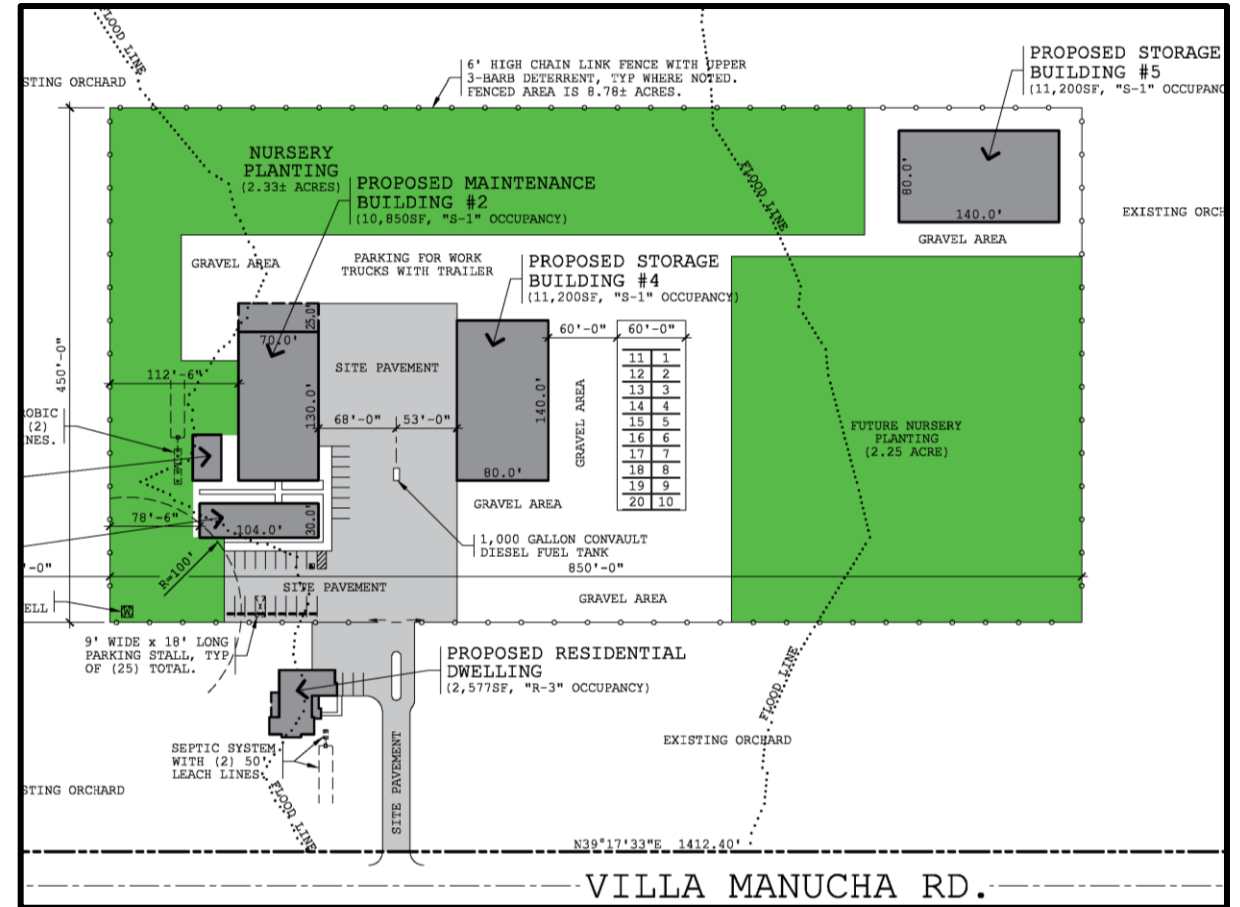 FLOOD LINE
6' HIGH CHAIN LINK FENCE WITH UPPER
3-BARB DETERRENT, TYP WHERE NOTED.
FENCED AREA IS 8.78± ACRES.
PROPOSED STORAGE
BUILDING #5
(11,200SF, "S-1" OCCUPANC
STING ORCHARD
NURSERY
PLANTING
(2.33± ACRES)
PROPOSED MAINTENANCE
BUILDING #2
(10,850SF, "S-1" OCCUPANCY)
FLOOD LINE
80.0'
140.0'
GRAVEL AREA
EXISTING ORCH
GRAVEL AREA
PARKING FOR WORK
TRUCKS WITH TRAILER
PROPOSED STORAGE
BUILDING #4
(11,200SF, "S-1" OCCUPANCY)
25.0'
70.0'
130.0'
SITE PAVEMENT
450'-0"
112'-6"
68'-0"
53'-0"
140.0'
80.0'
60'-0"
60'-0"
GRAVEL AREA
11 1
12 2
13 3
14 4
15 5
16 6
17 7
18 8
19 9
20 10
FUTURE NURSERY
PLANTING
(2.25 ACRE)
OBIC
(2)
NES.
GRAVEL AREA
78'-6"
104.0'
30.0'
R=100'
1,000 GALLON CONVAULT
DIESEL FUEL TANK
'-0"
850'-0"
SITE PAVEMENT
GRAVEL AREA
ELL
W
9' WIDE x 18' LONG
PARKING STALL, TYP
OF (25) TOTAL.
PROPOSED RESIDENTIAL
DWELLING
(2,577SF, "R-3" OCCUPANCY)
FLOOD LINE
EXISTING ORCHARD
SEPTIC SYSTEM
WITH (2) 50'
LEACH LINES
STING ORCHARD
FLOOD LINE
SITE PAVEMENT
N39°17'33"E 1412.40'
VILLA MANUCHA RD.